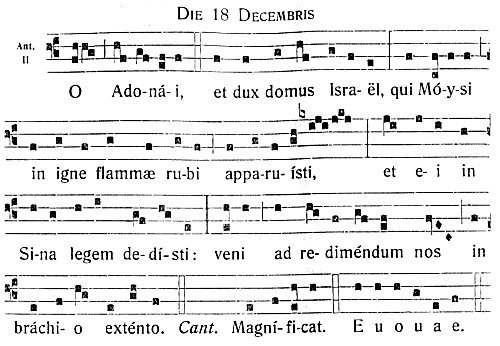 DIE 18 DECEMBRIS
Ant.
II
O Ado-ná-i, et dux domus Isra-ël, qui Mó-y-si
in igne flammæ ru-bi appa-ru-ísti, et e-i in
Si-na legem de-dí-sti: veni ad re-diméndum nos in
bráchi-o exténto. Cant. Magní-fi-cat. E u o u a e.